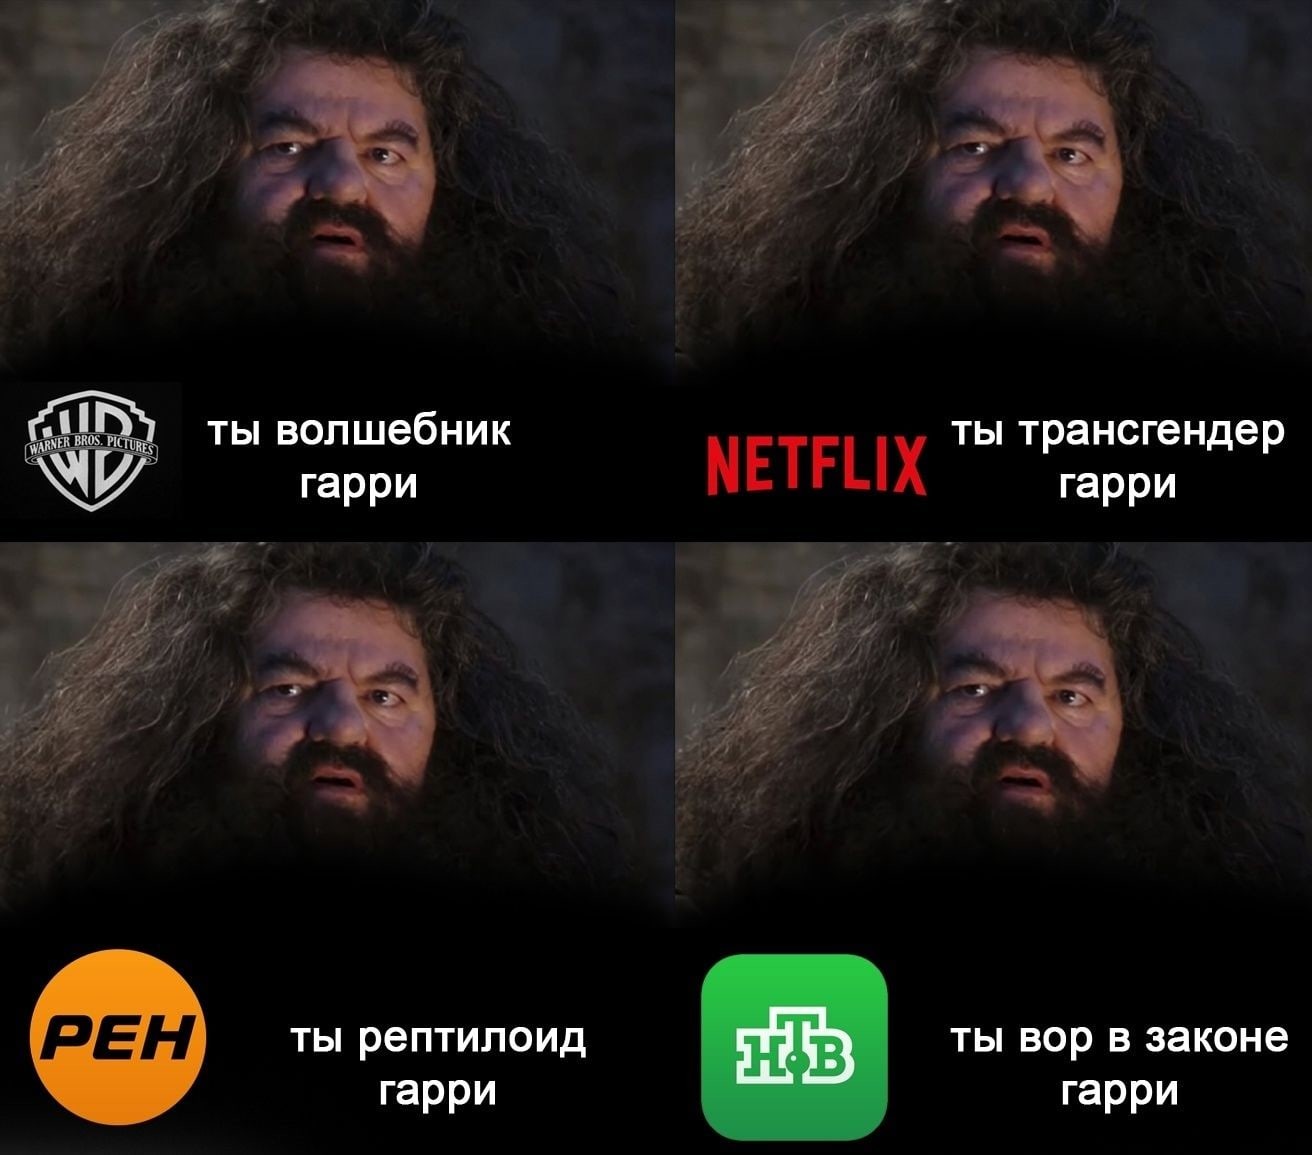 WARNER BROS. PICTURES
ты волшебник
гарри
NETFLIX
ты трансгендер
гарри
РЕН
ты рептилоид
гарри
НТВ
ты вор в законе
гарри